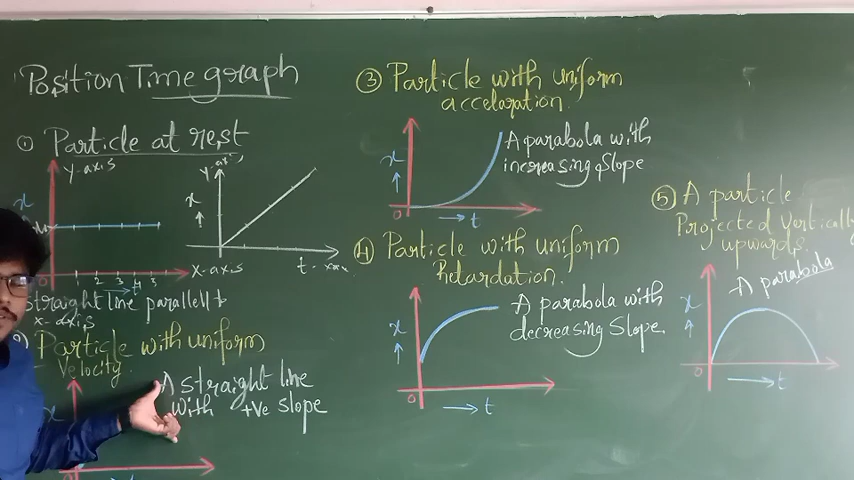 Position Time graph
① Particle at rest
Y-axis
x
0
1 2 3 4 5
t
straight line parallel to
x-axis
Y-axis
x
X-axis
t
Particle with uniform
- Velocity.
A straight line
with +ve slope
③ Particle with uniform
accelaration.
x
0
t
A parabola with
increasing slope
④ Particle with uniform
Retardation.
x
0
t
A parabola with
decreasing Slope.
⑤ A particle
Projected Vertically
upwards.
A parabola
x
0
t